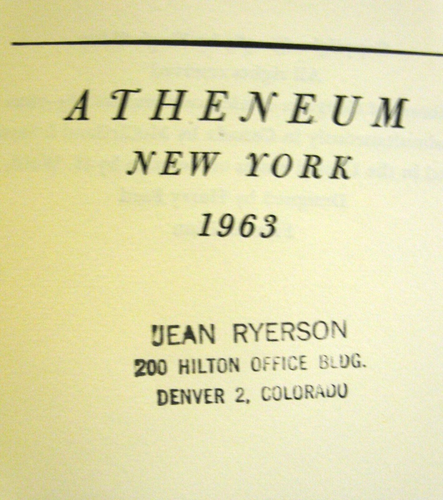 ATHENEUM
NEW YORK
1963
JEAN RYERSON
200 HILTON OFFICE BLDG.
DENVER 2, COLORADO